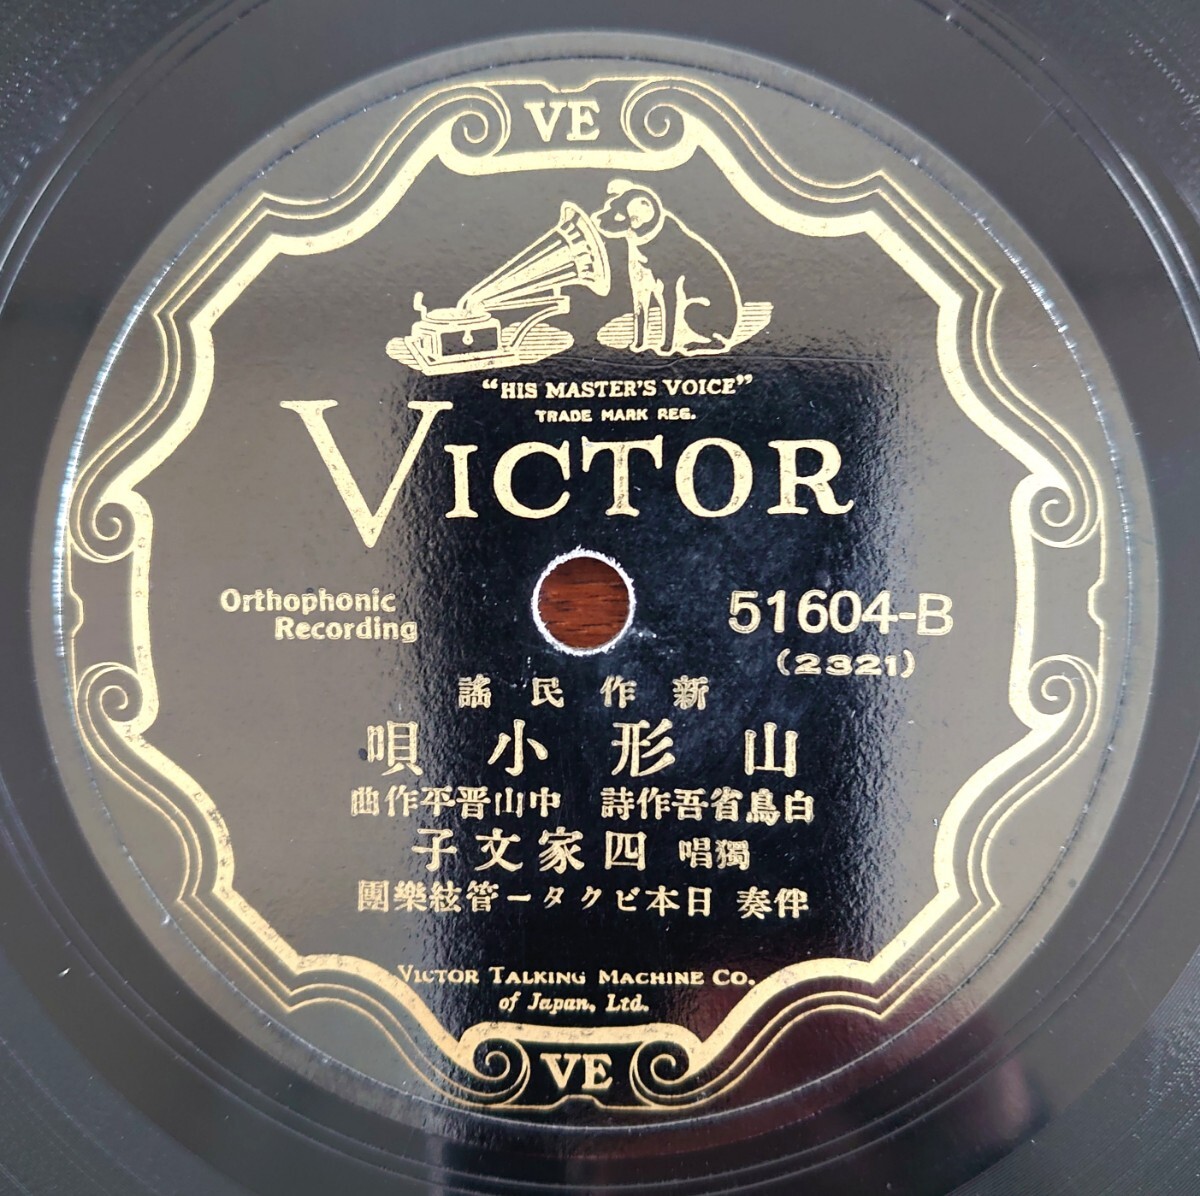 VE
"HIS MASTER'S VOICE"
TRADE MARK REG.
VICTOR
Orthophonic
Recording
51604-B
(2321)
新作民謠
山形小唄
白鳥省吾作詩 中山晋平作曲
獨唱 四家文子
伴奏 日本ビクター管絃樂團
VICTOR TALKING MACHINE CO.
of Japan, Ltd.
VE